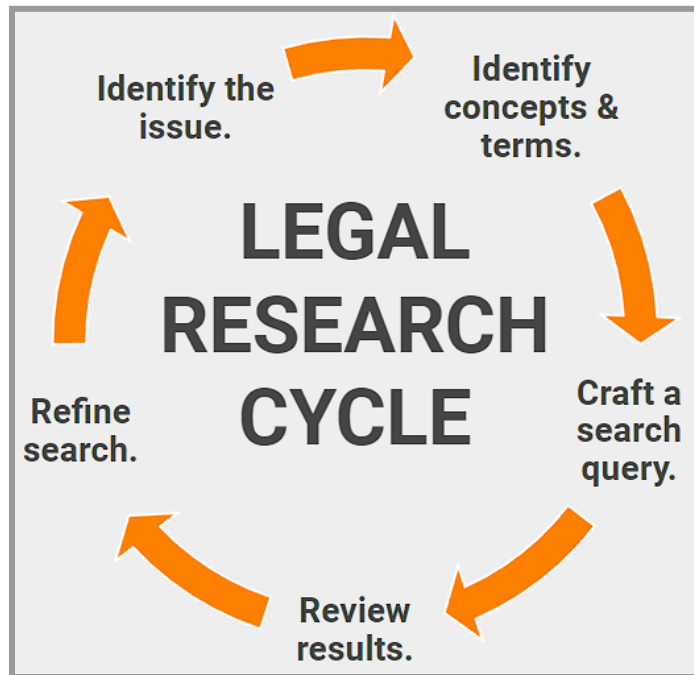 Identify the
issue.
Identify
concepts &
terms.
LEGAL
RESEARCH
CYCLE
Craft a
search
query.
Review
results.
Refine
search.